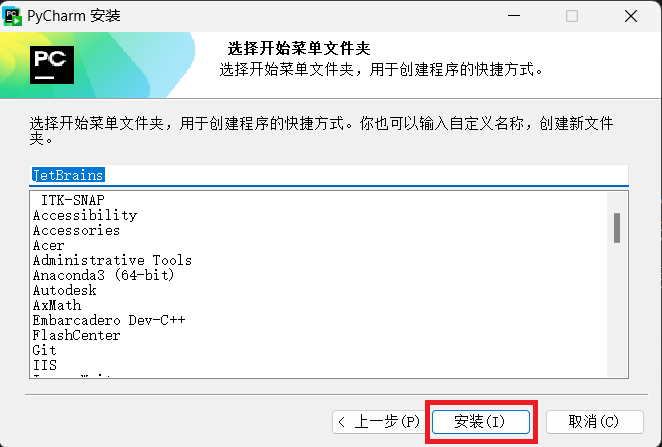 PyCharm 安装
PC
选择开始菜单文件夹
选择开始菜单文件夹，用于创建程序的快捷方式。
选择开始菜单文件夹，用于创建程序的快捷方式。你也可以输入自定义名称，创建新文件
夹。
JetBrains
ITK-SNAP
Accessibility
Accessories
Acer
Administrative Tools
Anaconda3 (64-bit)
Autodesk
AxMath
Embarcadero Dev-C++
FlashCenter
Git
IIS
< 上一步(P)
安装(I)
取消(C)